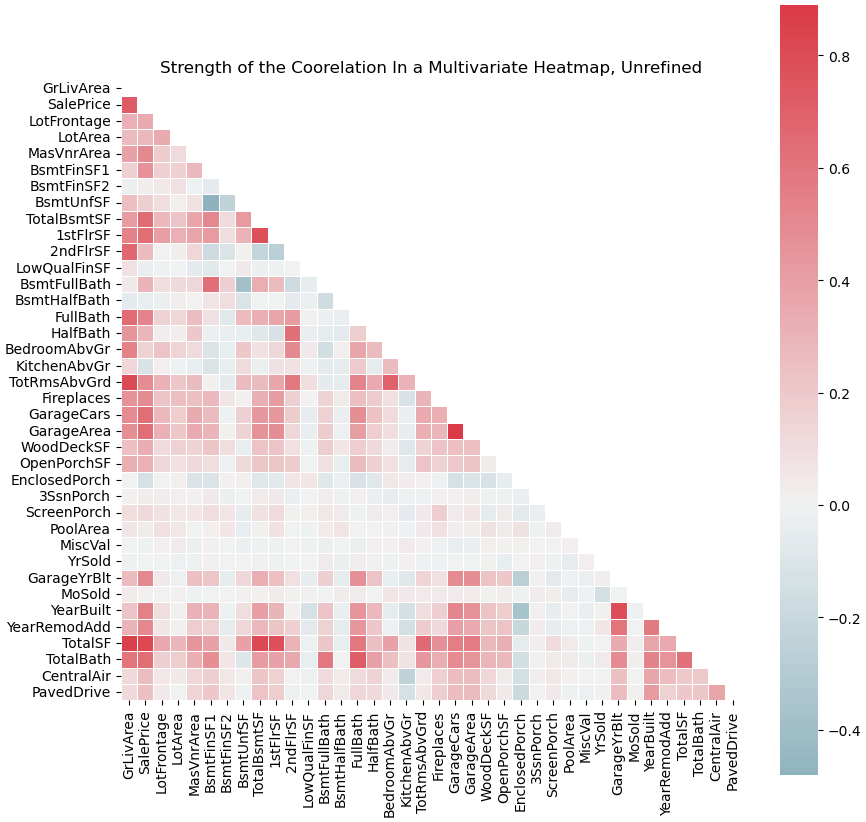 Strength of the Coorelation In a Multivariate Heatmap, Unrefined
GrLivArea
SalePrice
LotFrontage
LotArea
MasVnrArea
BsmtFinSF1
BsmtFinSF2
BsmtUnfSF
TotalBsmtSF
1stFlrSF
2ndFlrSF
LowQualFinSF
BsmtFullBath
BsmtHalfBath
FullBath
HalfBath
BedroomAbvGr
KitchenAbvGr
TotRmsAbvGrd
Fireplaces
GarageCars
GarageArea
WoodDeckSF
OpenPorchSF
EnclosedPorch
3SsnPorch
ScreenPorch
PoolArea
MiscVal
YrSold
GarageYrBlt
MoSold
YearBuilt
YearRemodAdd
TotalSF
TotalBath
CentralAir
PavedDrive
GrLivArea
SalePrice
LotFrontage
LotArea
MasVnrArea
BsmtFinSF1
BsmtFinSF2
BsmtUnfSF
TotalBsmtSF
1stFlrSF
2ndFlrSF
LowQualFinSF
BsmtFullBath
BsmtHalfBath
FullBath
HalfBath
BedroomAbvGr
KitchenAbvGr
TotRmsAbvGrd
Fireplaces
GarageCars
GarageArea
WoodDeckSF
OpenPorchSF
EnclosedPorch
3SsnPorch
ScreenPorch
PoolArea
MiscVal
YrSold
GarageYrBlt
MoSold
YearBuilt
YearRemodAdd
TotalSF
TotalBath
CentralAir
PavedDrive
0.8
0.6
0.4
0.2
0.0
−0.2
−0.4